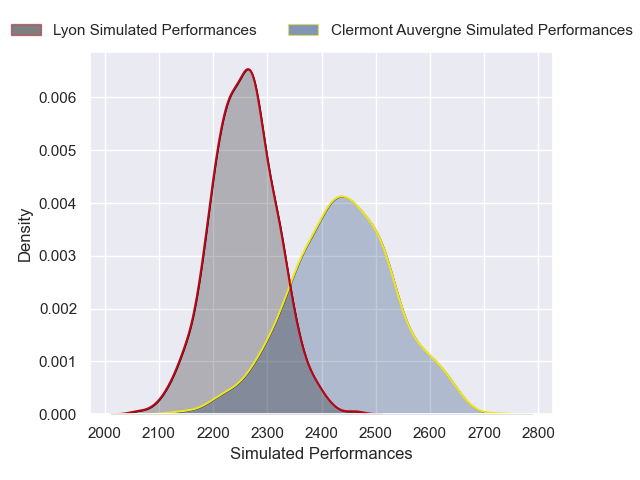 Lyon Simulated Performances Clermont Auvergne Simulated Performances
0.006
0.005
0.004
0.003
0.002
0.001
0.000
Density
2000 2100 2200 2300 2400 2500 2600 2700 2800
Simulated Performances